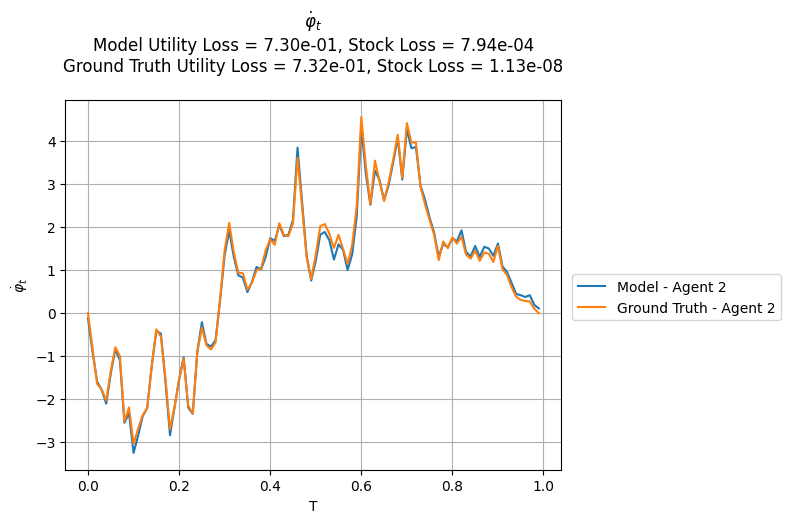 φ̇ₜ
Model Utility Loss = 7.30e-01, Stock Loss = 7.94e-04
Ground Truth Utility Loss = 7.32e-01, Stock Loss = 1.13e-08
φ̇ₜ
4
3
2
1
0
−1
−2
−3
0.0
0.2
0.4
0.6
0.8
1.0
T
Model - Agent 2
Ground Truth - Agent 2